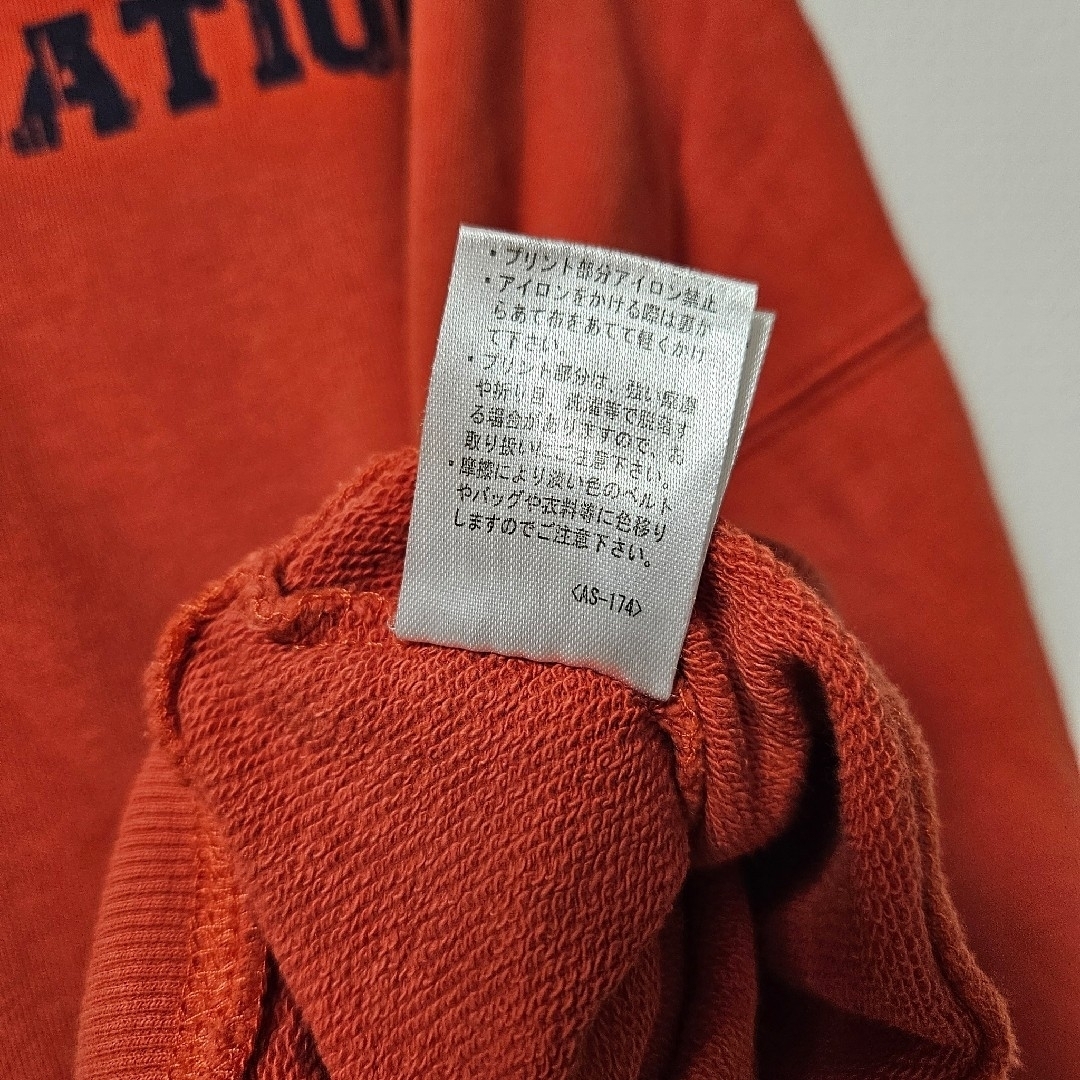 ATIO
・プリント部分アイロン禁止
・アイロンをかける際は裏か
らあて布をあてて軽くかけ
て下さい。
・プリント部分は、強い摩擦
や折り目、洗濯等で脱落す
る場合がありますので、お
取り扱いにご注意下さい。
・摩擦により淡い色のベルト
やバッグや衣料等に色移り
しますのでご注意下さい。
<AS-174>